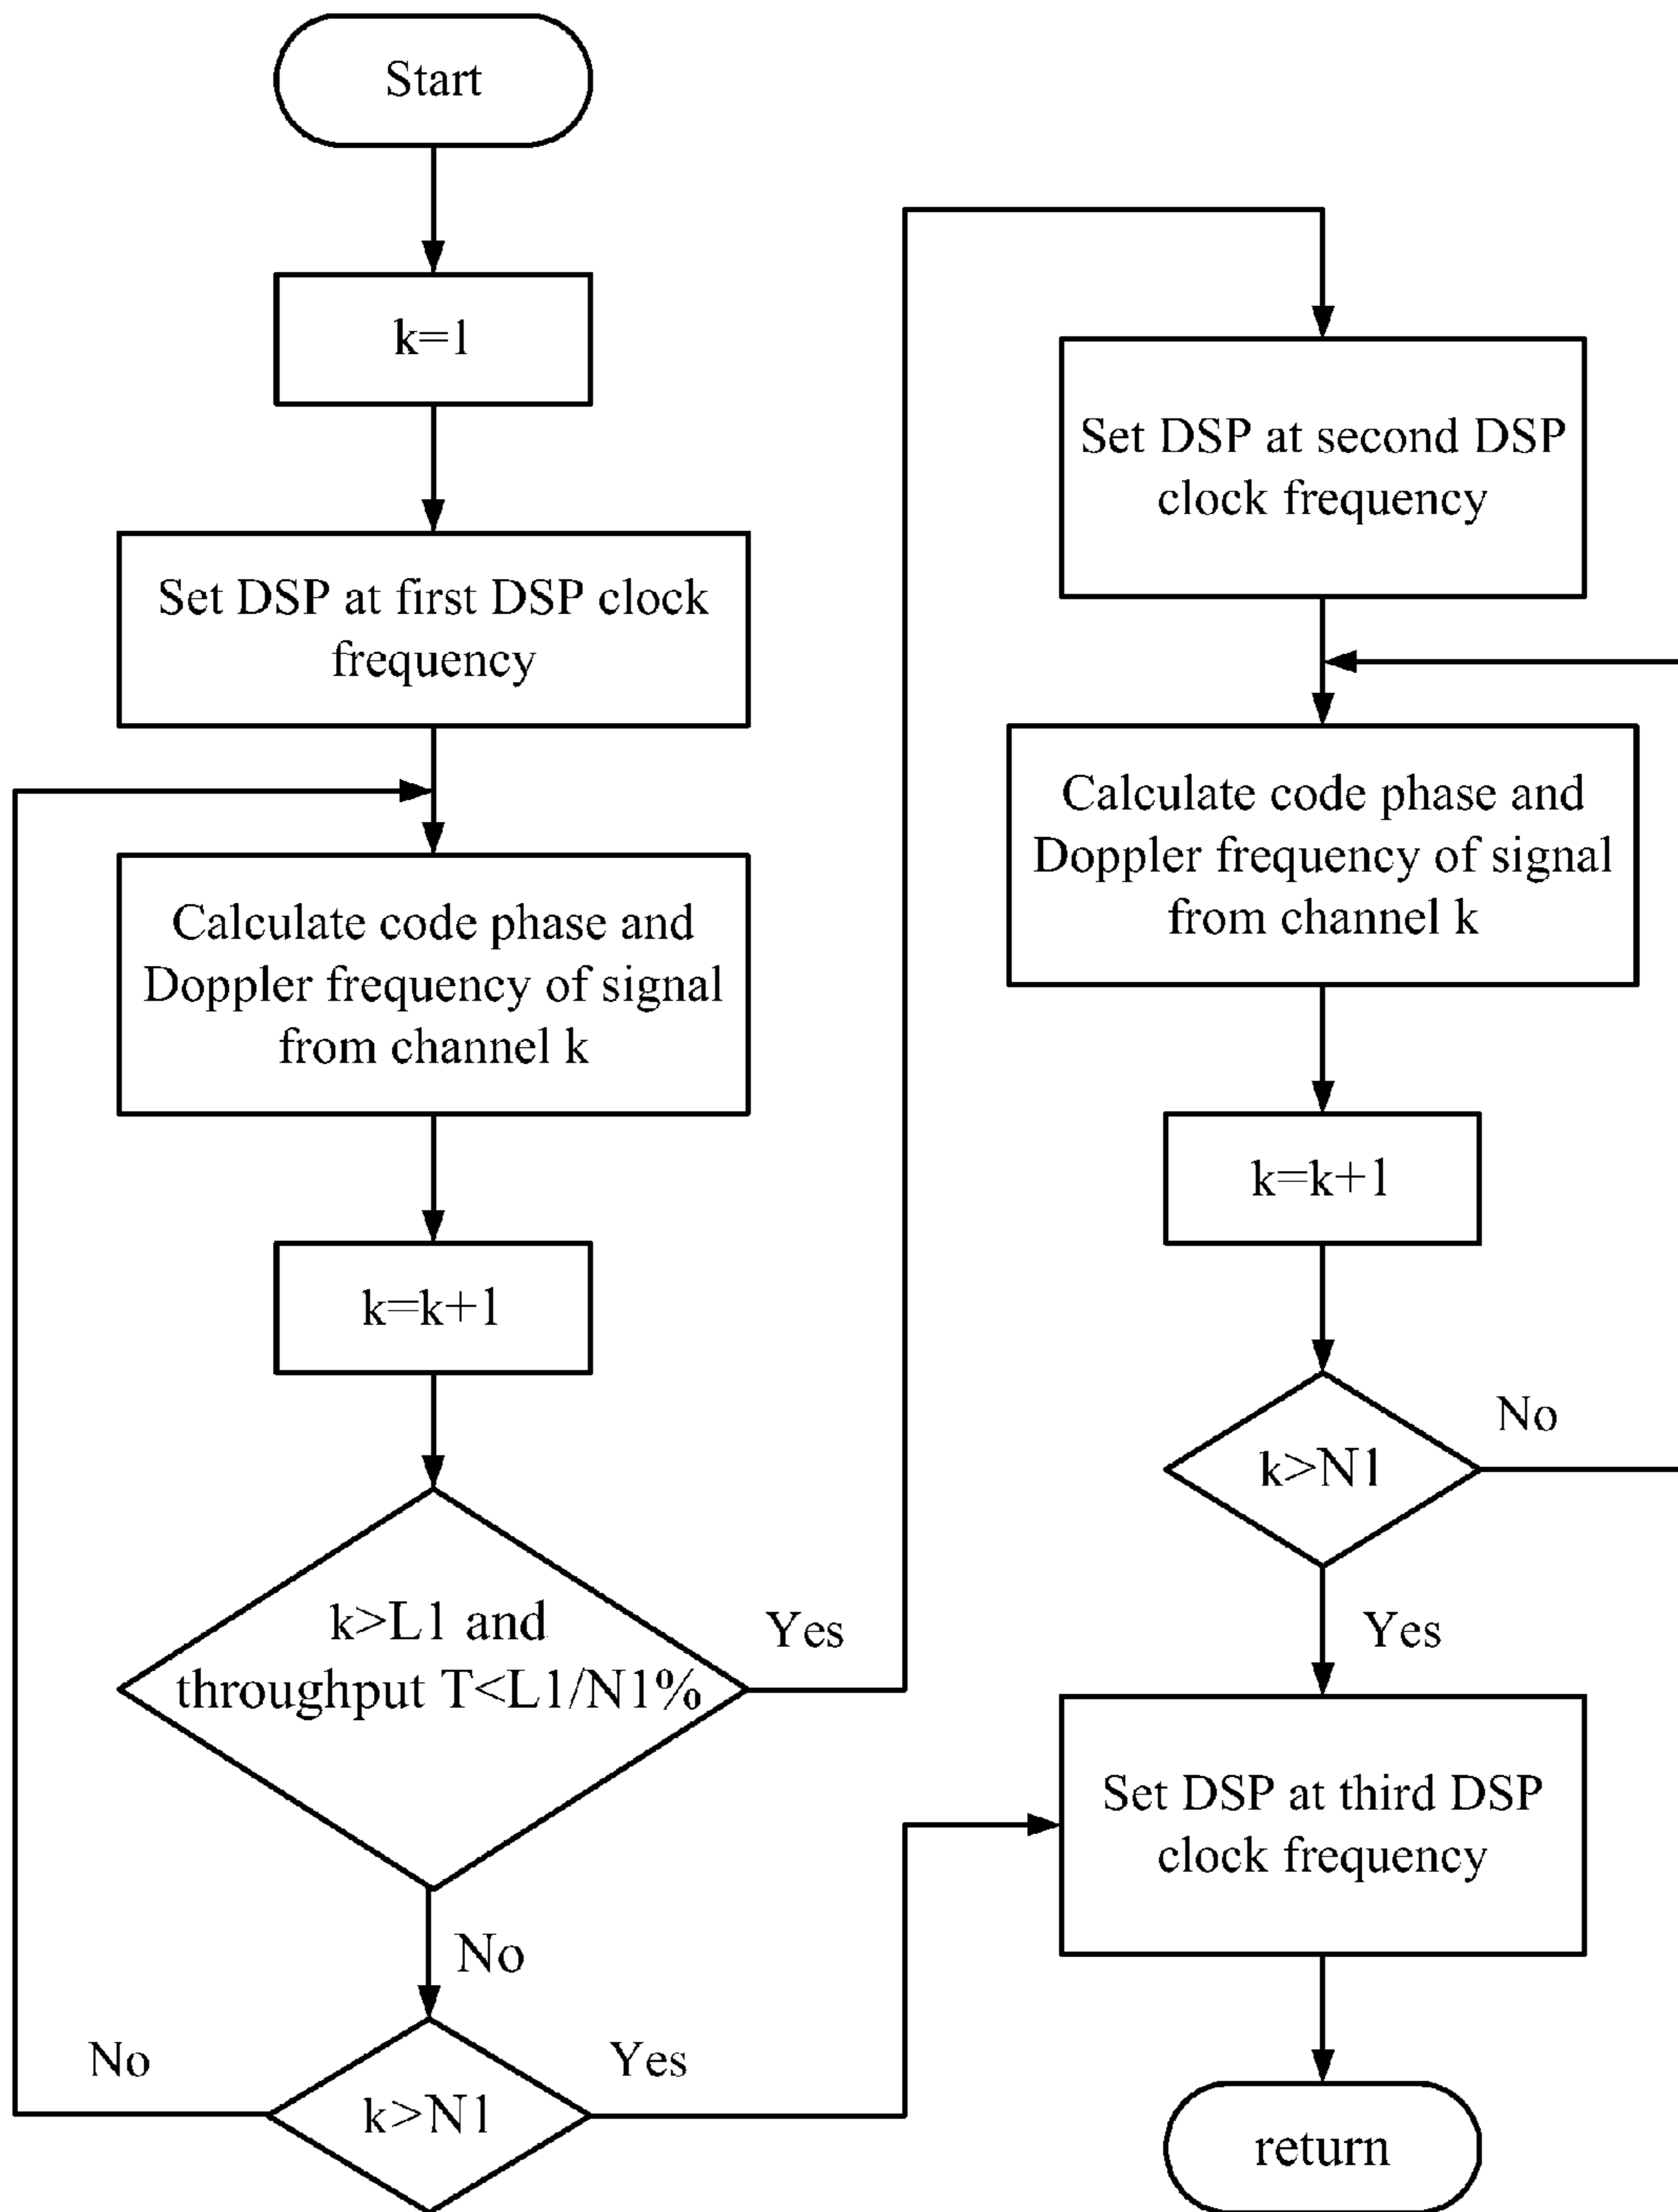 Start
k=1
Set DSP at first DSP clock
frequency
Calculate code phase and
Doppler frequency of signal
from channel k
k=k+1
k>L1 and
throughput T<L1/N1%
Yes
No
k>N1
No
Yes
Set DSP at second DSP
clock frequency
Calculate code phase and
Doppler frequency of signal
from channel k
k=k+1
k>N1
No
Yes
Set DSP at third DSP
clock frequency
return